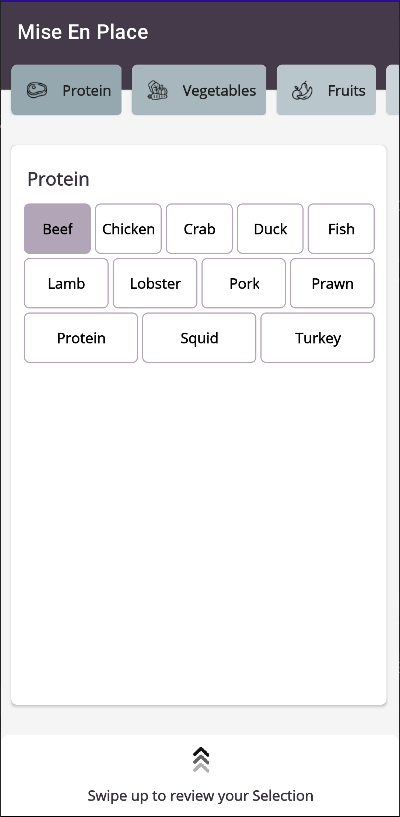 Mise En Place
Protein Vegetables Fruits
Protein
Beef Chicken Crab Duck Fish
Lamb Lobster Pork Prawn
Protein Squid Turkey
Swipe up to review your Selection